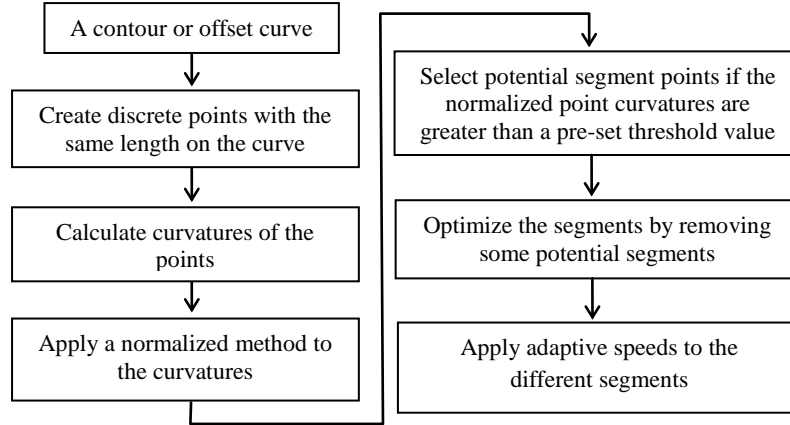 A contour or offset curve
Create discrete points with the
same length on the curve
Calculate curvatures of the
points
Apply a normalized method to
the curvatures
Select potential segment points if the
normalized point curvatures are
greater than a pre-set threshold value
Optimize the segments by removing
some potential segments
Apply adaptive speeds to the
different segments